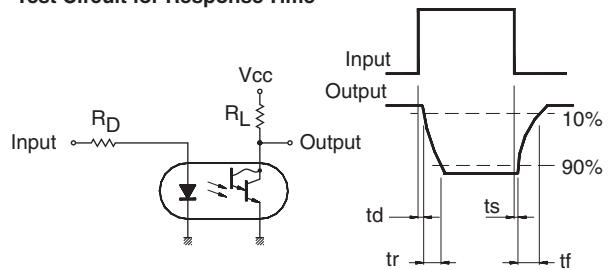 Test Circuit for Response Time
Vcc
RD
RL
Input
Output
Input
Output
10%
90%
td
ts
tr
tf